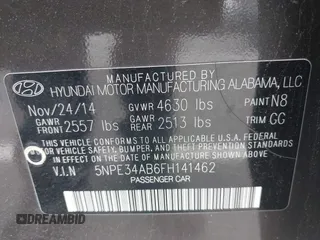 MANUFACTURED BY
HYUNDAI MOTOR MANUFACTURING ALABAMA, LLC
Nov/24/14 GVWR 4630 lbs PAINT N8
GAWR FRONT 2557 lbs GAWR REAR 2513 lbs TRIM GG
THIS VEHICLE CONFORMS TO ALL APPLICABLE U.S.A. FEDERAL
MOTOR VEHICLE SAFETY, BUMPER, AND THEFT PREVENTION
STANDARDS IN EFFECT ON THE DATE OF MANUFACTURE
SHOWN ABOVE.
V.I.N 5NPE34AB6FH141462
PASSENGER CAR
DREAMBID
dreambid.com